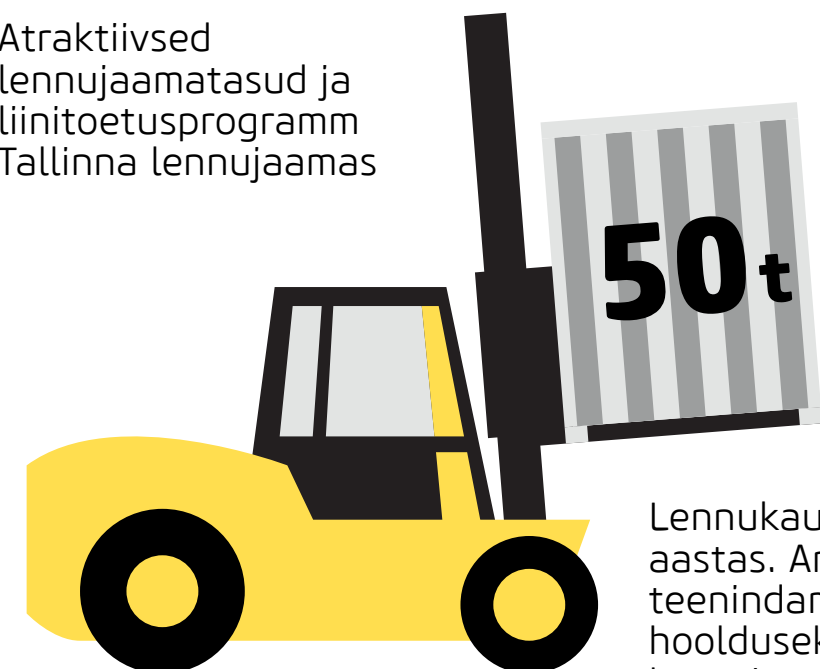 Atraktiivsed
lennujaamatasud ja
liinitoetusprogramm
Tallinna lennujaamas
50t
Lennukau
aastas. Ar
teenindar
hooldusek